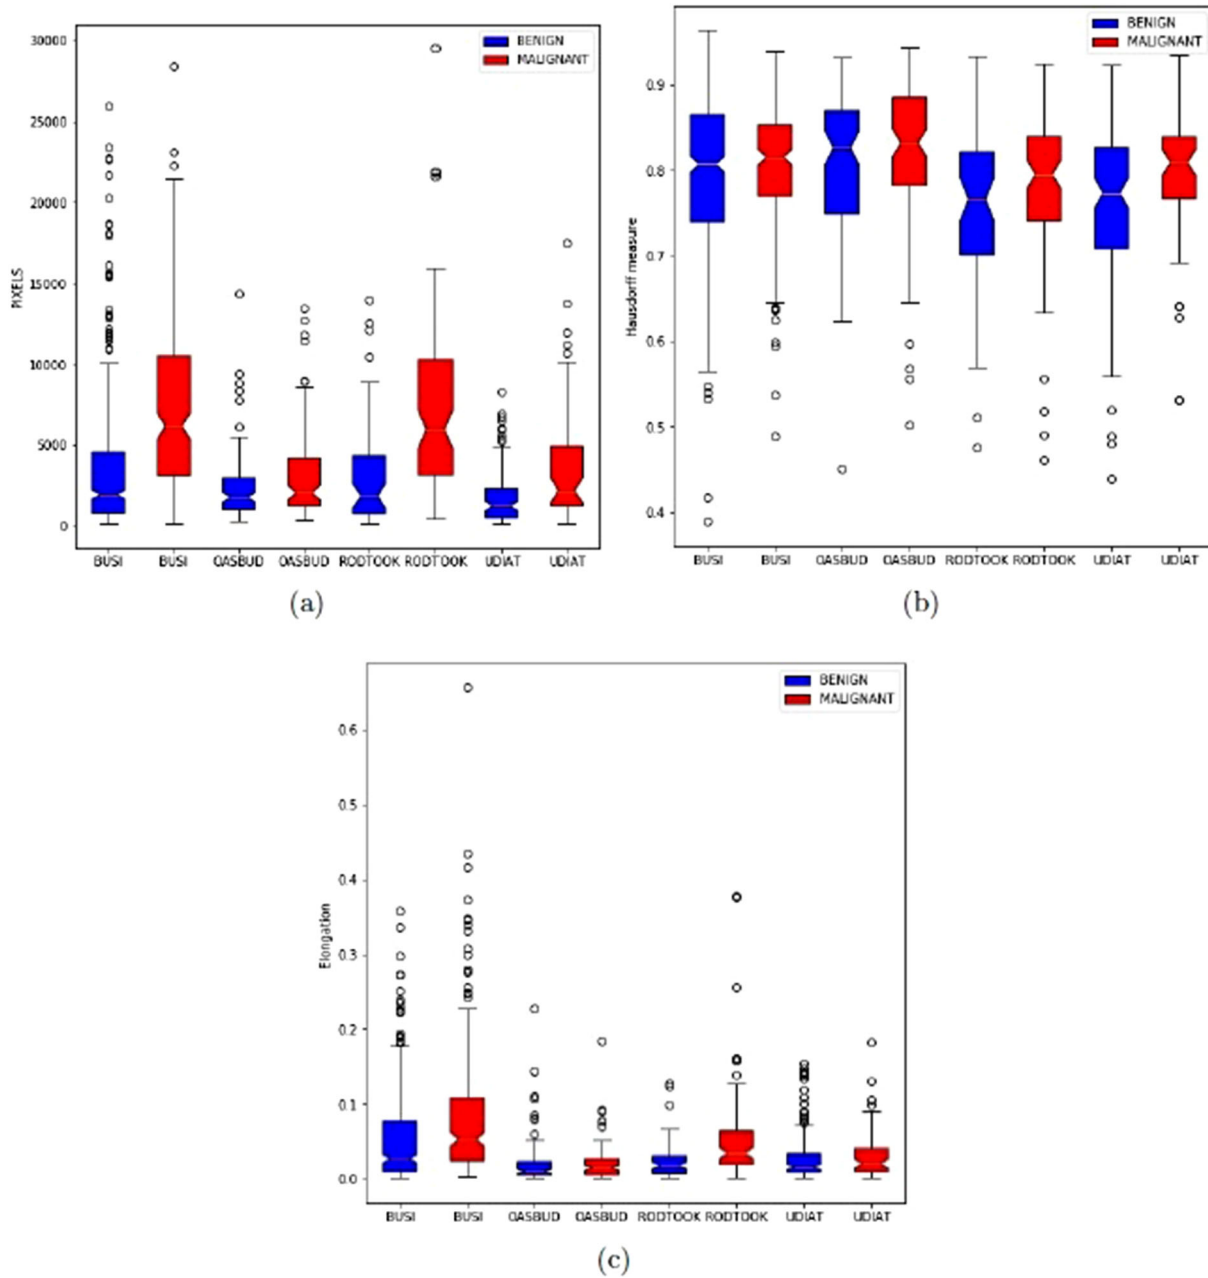 BENIGN
MALIGNANT
30000
25000
20000
15000
10000
5000
0
PIXELS
BUSI BUSI OASBUD OASBUD RODTOOK RODTOOK UDIAT UDIAT
(a)
BENIGN
MALIGNANT
0.9
0.8
0.7
0.6
0.5
0.4
Hausdorff measure
BUSI BUSI OASBUD OASBUD RODTOOK RODTOOK UDIAT UDIAT
(b)
BENIGN
MALIGNANT
0.6
0.5
0.4
0.3
0.2
0.1
0.0
Elongation
BUSI BUSI OASBUD OASBUD RODTOOK RODTOOK UDIAT UDIAT
(c)